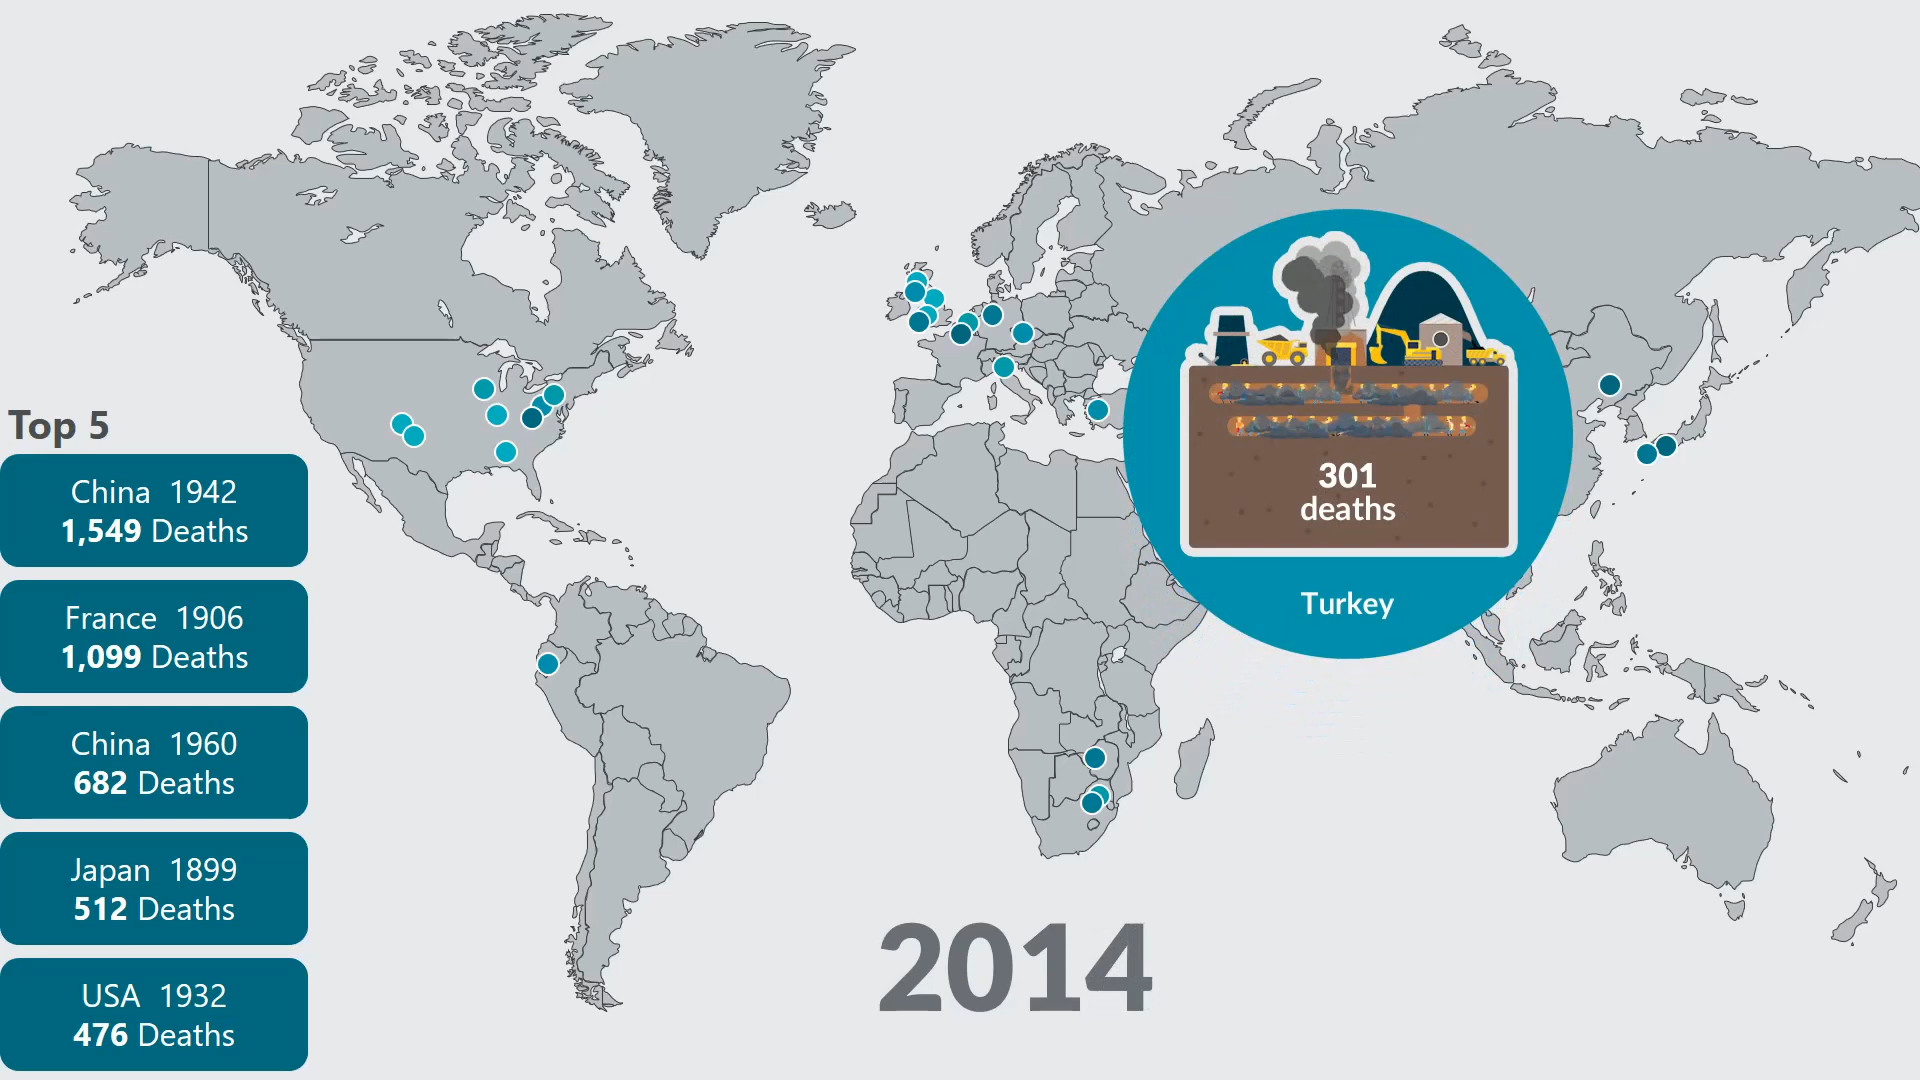 Top 5
China 1942
1,549 Deaths
France 1906
1,099 Deaths
China 1960
682 Deaths
Japan 1899
512 Deaths
USA 1932
476 Deaths
301
deaths
Turkey
2014